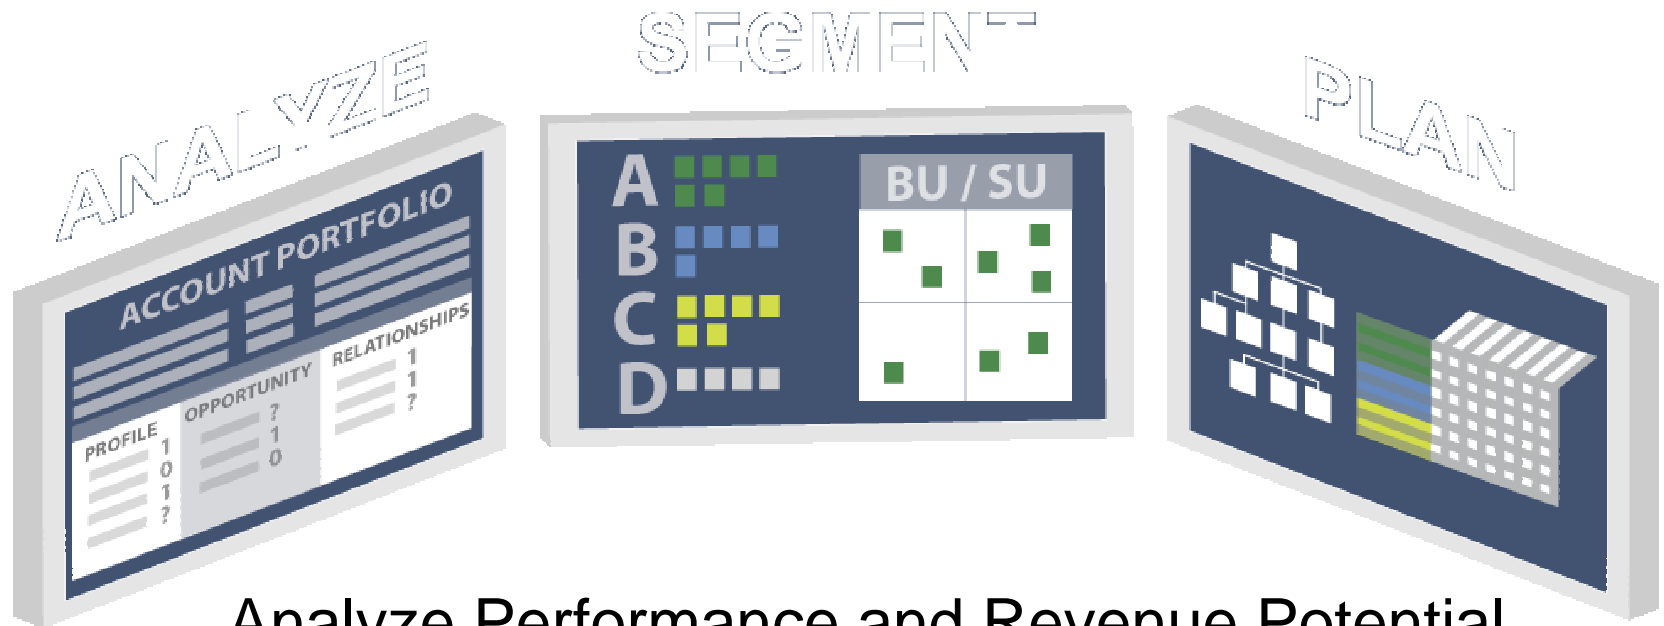 ANALYZE
SEGMENT
PLAN
ACCOUNT PORTFOLIO
PROFILE
1
0
1
?
OPPORTUNITY
?
1
0
RELATIONSHIPS
1
1
?
A
B
C
D
BU / SU
Analyze Performance and Revenue Potential